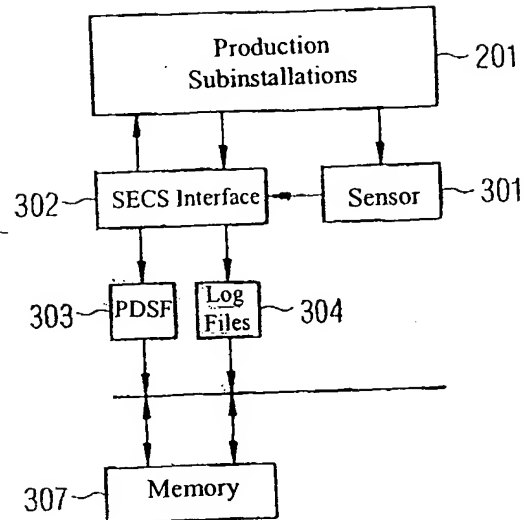 Production
Subinstallations
201
302
SECS Interface
Sensor
301
303
PDSF
Log
Files
304
307
Memory